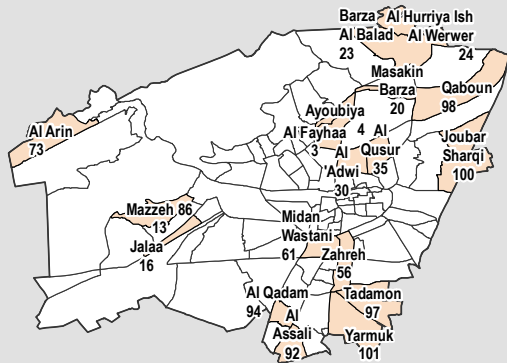 Barza Al Hurriya Ish
Al Balad Al Werwer
23 24
Masakin
Barza
20
Qaboun
98
Ayoubiya
4
Al Fayhaa
3
Al
Qusur
35
Al
'Adwi
30
Joubar
Sharqi
100
Al Arin
73
Mazzeh 86
13
Jalaa
16
Midan
Wastani
61
Zahreh
56
Al Qadam
94
Al
Assali
92
Tadamon
97
Yarmuk
101